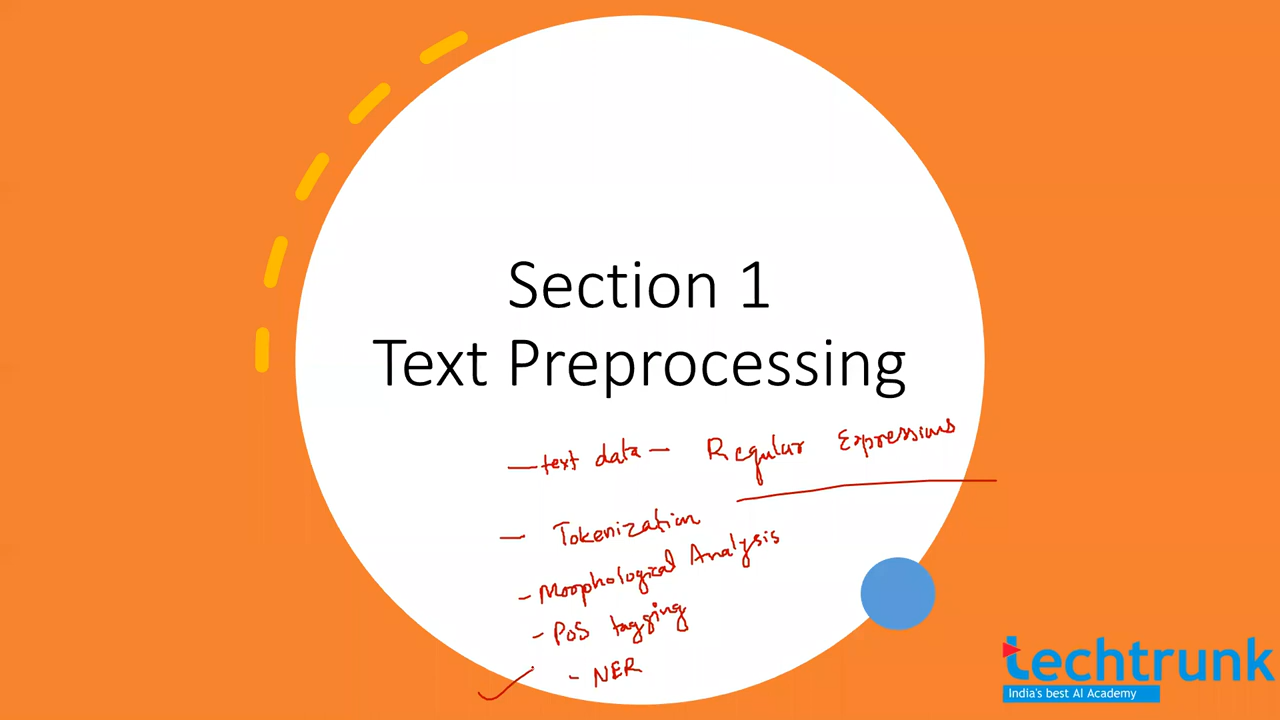 Section 1
Text Preprocessing
— text data — Regular Expressions
— Tokenization
- Morphological Analysis
- PoS tagging
- NER
techtrunk
India's best AI Academy